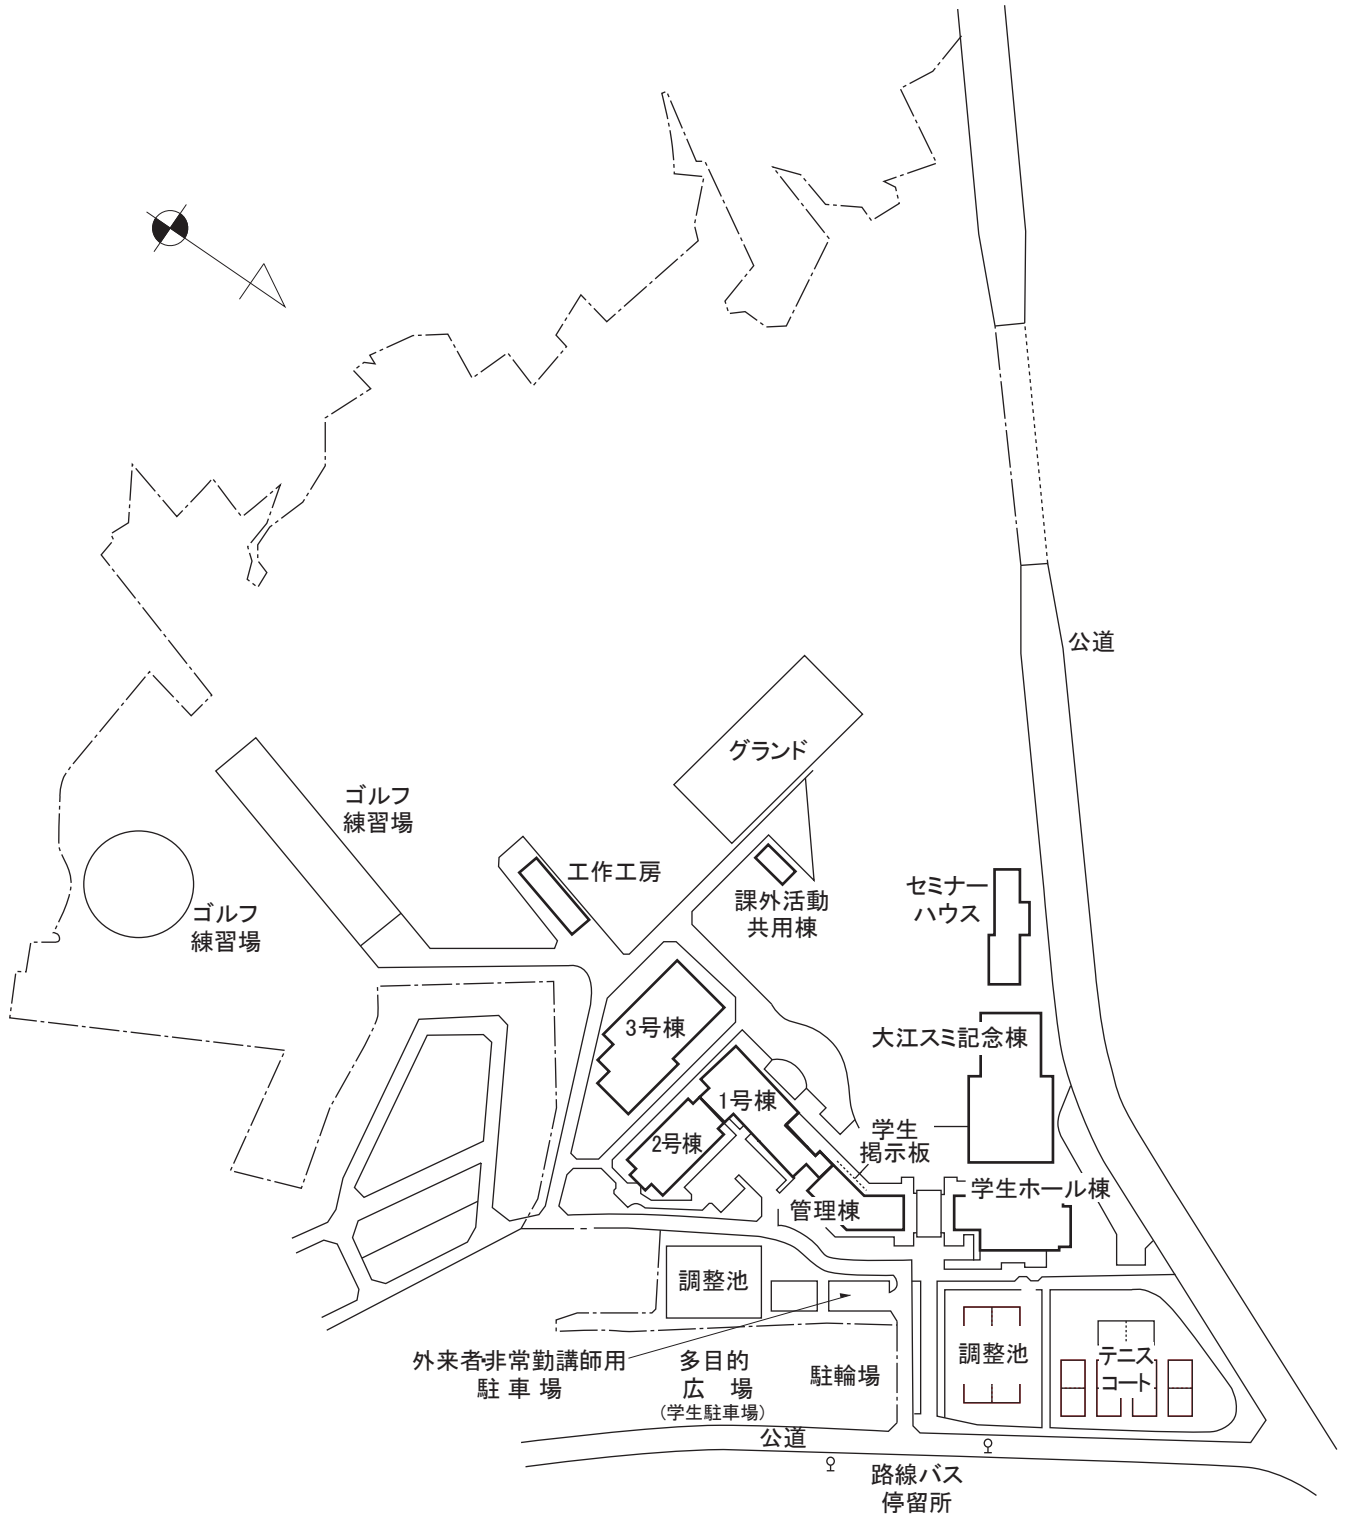 公道
グランド
ゴルフ
練習場
工作工房
課外活動
共用棟
セミナー
ハウス
ゴルフ
練習場
3号棟
大江スミ記念棟
1号棟
2号棟
学生
掲示板
管理棟
学生ホール棟
調整池
外来者・非常勤講師用
駐車場
多目的
広場
(学生駐車場)
駐輪場
調整池
テニス
コート
公道
路線バス
停留所